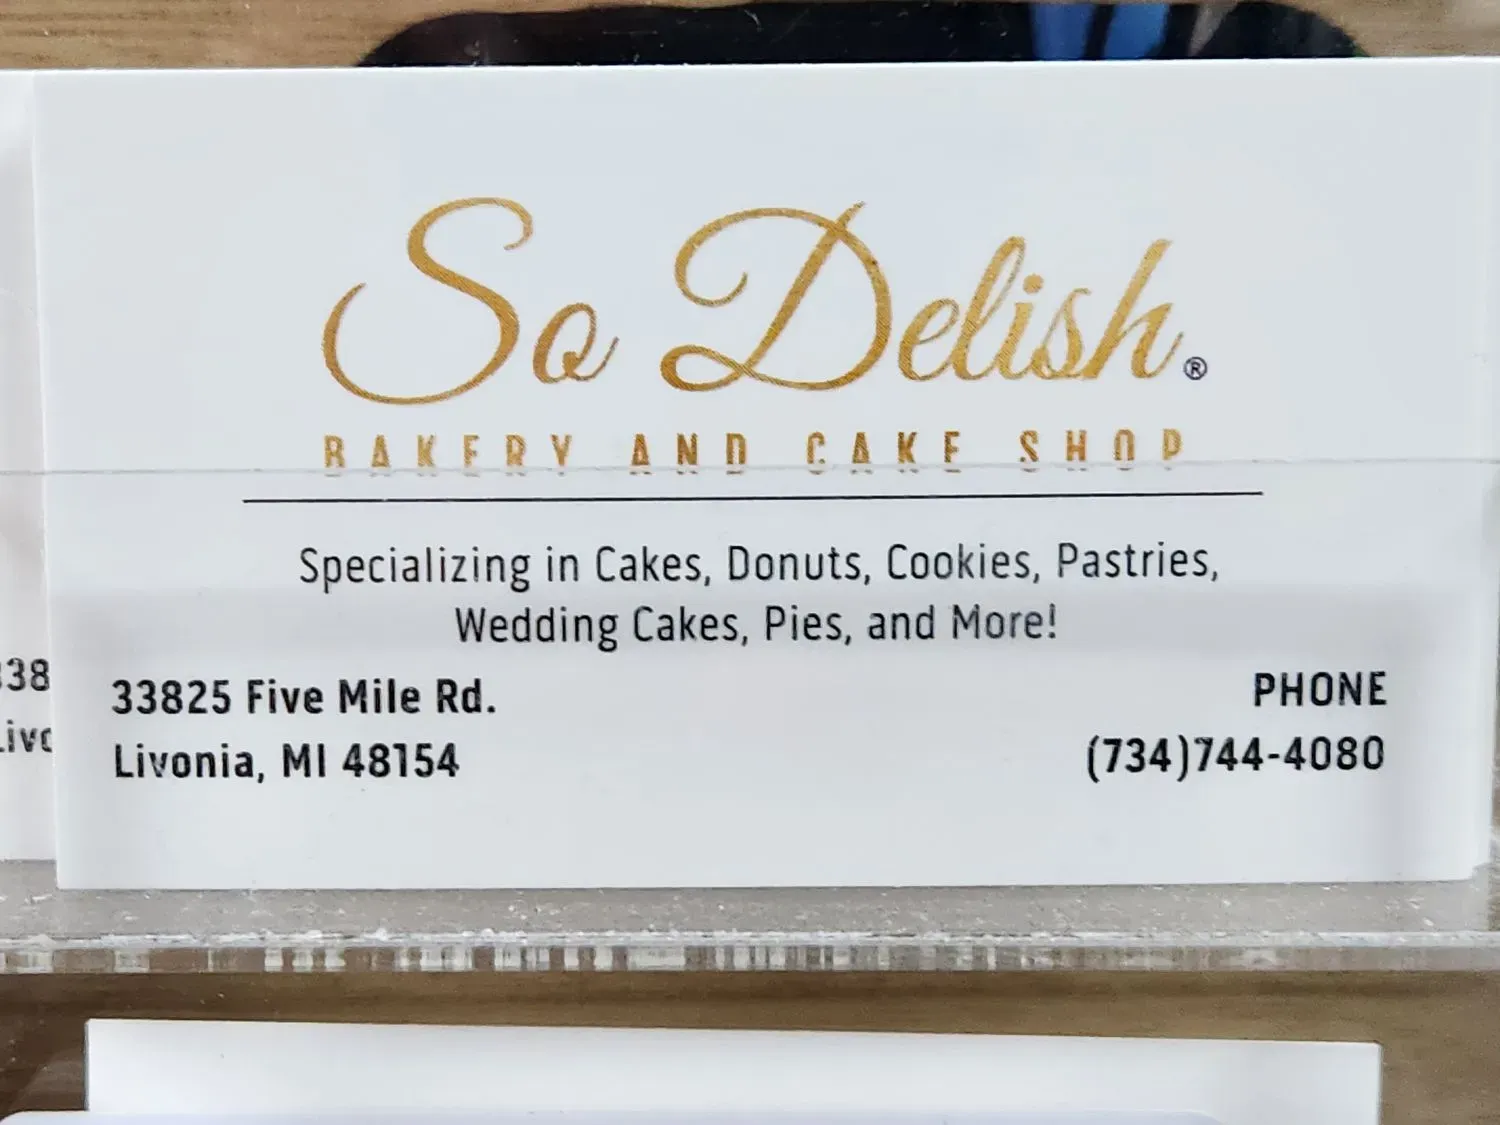 So Delish®
BAKERY AND CAKE SHOP
Specializing in Cakes, Donuts, Cookies, Pastries,
Wedding Cakes, Pies, and More!
33825 Five Mile Rd.
Livonia, MI 48154
PHONE
(734)744-4080